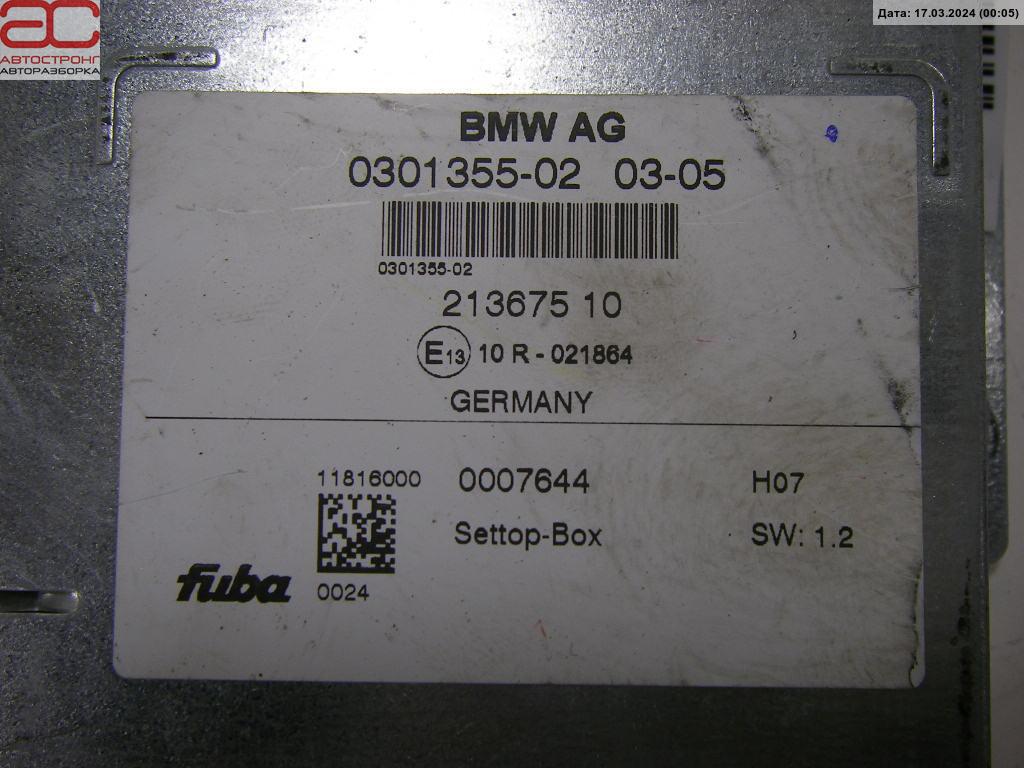 Дата: 17.03.2024 (00:05)
ac
АВТОСТРОНГ
АВТОРАЗБОРКА
BMW AG
0301355-02 03-05
0301355-02
213675 10
E13 10 R - 021864
GERMANY
11816000 0007644 H07
Settop-Box SW: 1.2
fuba 0024